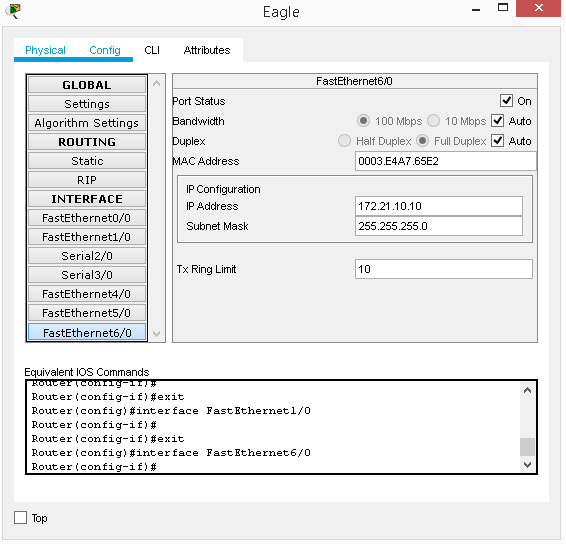 Eagle
Physical Config CLI Attributes
GLOBAL
Settings
Algorithm Settings
ROUTING
Static
RIP
INTERFACE
FastEthernet0/0
FastEthernet1/0
Serial2/0
Serial3/0
FastEthernet4/0
FastEthernet5/0
FastEthernet6/0
FastEthernet6/0
Port Status On
Bandwidth 100 Mbps 10 Mbps Auto
Duplex Half Duplex Full Duplex Auto
MAC Address 0003.E4A7.65E2
IP Configuration
IP Address 172.21.10.10
Subnet Mask 255.255.255.0
Tx Ring Limit 10
Equivalent IOS Commands
Router(config-if)#
Router(config-if)#exit
Router(config)#interface FastEthernet1/0
Router(config-if)#
Router(config-if)#exit
Router(config)#interface FastEthernet6/0
Router(config-if)#
Top